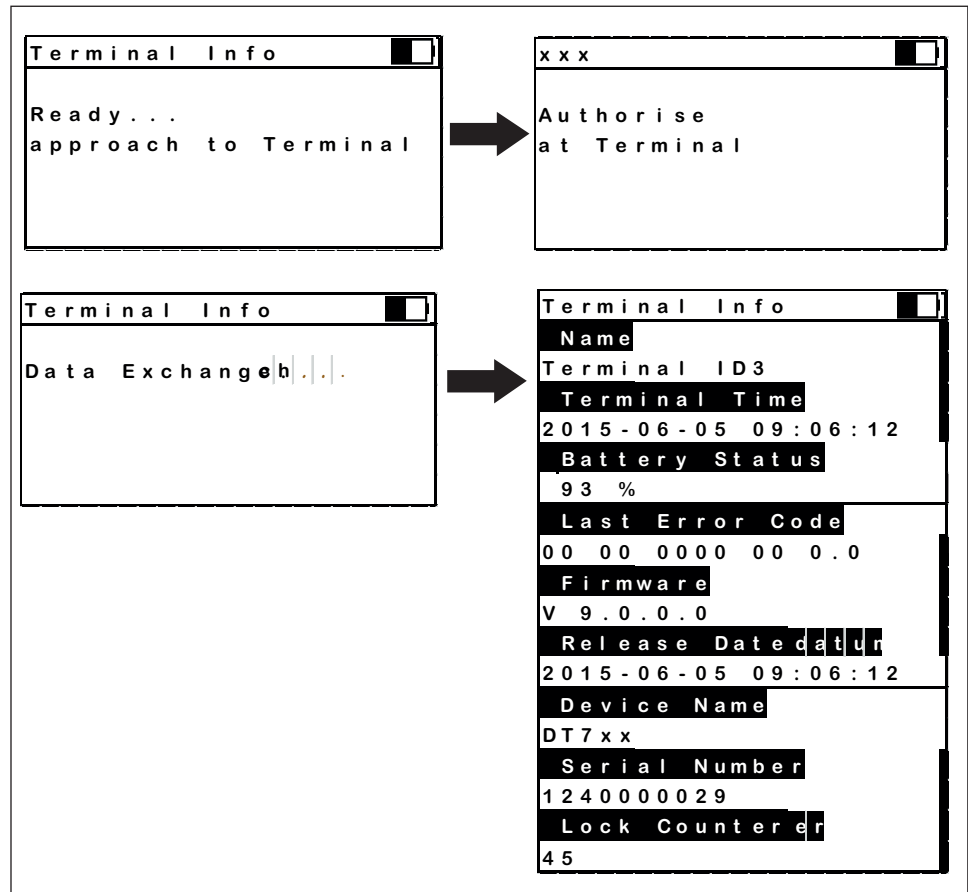 Terminal Info
Ready...
approach to Terminal
xxx
Authorise
at Terminal
Terminal Info
Data Exchange...
Terminal Info
Name
Terminal ID3
Terminal Time
2015-06-05 09:06:12
Battery Status
93 %
Last Error Code
00 00 0000 00 0.0
Firmware
V 9.0.0.0
Release Datedatum
2015-06-05 09:06:12
Device Name
DT7xx
Serial Number
1240000029
Lock Counterer
45